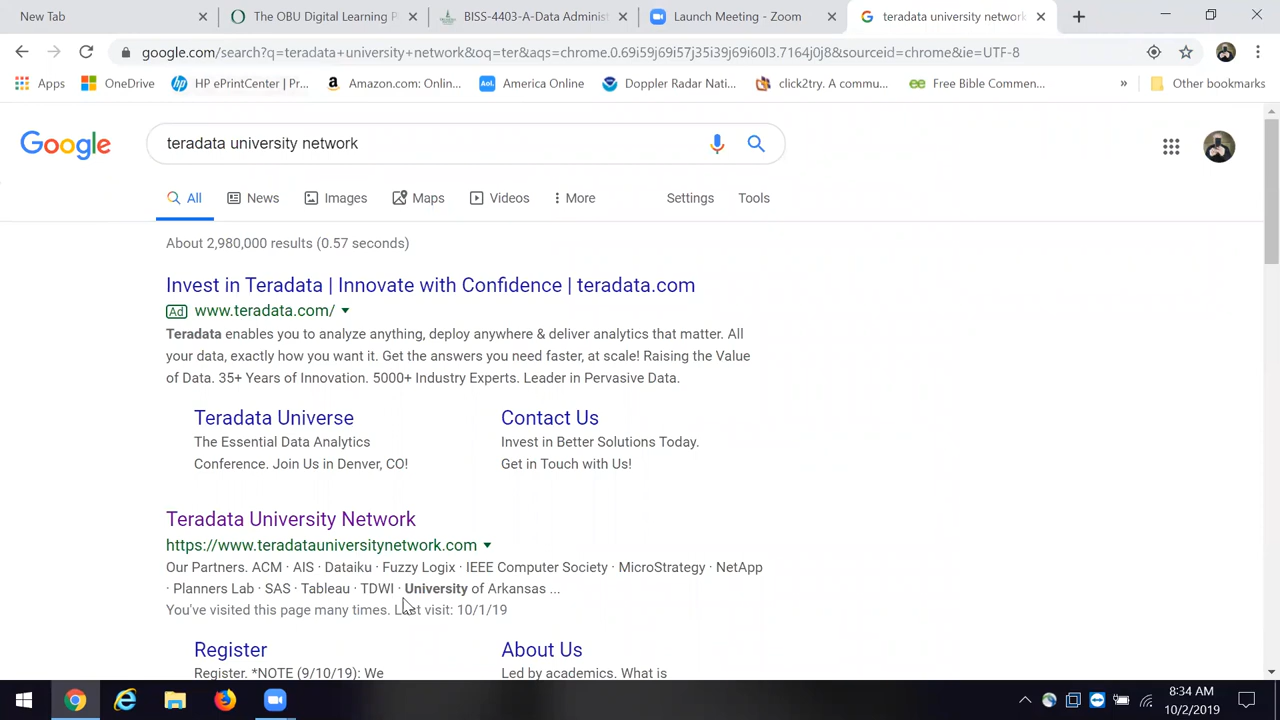 New Tab
The OBU Digital Learning P
BISS-4403-A-Data Administ
Launch Meeting - Zoom
teradata university network
google.com/search?q=teradata+university+network&oq=ter&aqs=chrome.0.69i59j69i57j35i39j69i60l3.7164j0j8&sourceid=chrome&ie=UTF-8
Apps
OneDrive
HP ePrintCenter | Pr...
Amazon.com: Onlin...
America Online
Doppler Radar Nati...
click2try. A commu...
Free Bible Commen...
»
Other bookmarks
Google
teradata university network
All
News
Images
Maps
Videos
More
Settings
Tools
About 2,980,000 results (0.57 seconds)
Invest in Teradata | Innovate with Confidence | teradata.com
Ad www.teradata.com/
Teradata enables you to analyze anything, deploy anywhere & deliver analytics that matter. All
your data, exactly how you want it. Get the answers you need faster, at scale! Raising the Value
of Data. 35+ Years of Innovation. 5000+ Industry Experts. Leader in Pervasive Data.
Teradata Universe
The Essential Data Analytics
Conference. Join Us in Denver, CO!
Contact Us
Invest in Better Solutions Today.
Get in Touch with Us!
Teradata University Network
https://www.teradatauniversitynetwork.com
Our Partners. ACM · AIS · Dataiku · Fuzzy Logix · IEEE Computer Society · MicroStrategy · NetApp
· Planners Lab · SAS · Tableau · TDWI · University of Arkansas ...
You've visited this page many times. Last visit: 10/1/19
Register
Register. *NOTE (9/10/19): We
About Us
Led by academics. What is
8:34 AM
10/2/2019